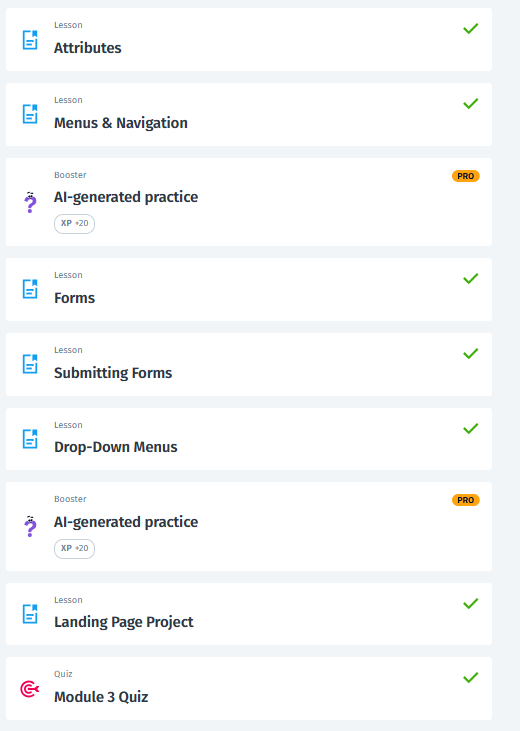 Lesson
Attributes
Lesson
Menus & Navigation
Booster
PRO
AI-generated practice
XP +20
Lesson
Forms
Lesson
Submitting Forms
Lesson
Drop-Down Menus
Booster
PRO
AI-generated practice
XP +20
Lesson
Landing Page Project
Quiz
Module 3 Quiz